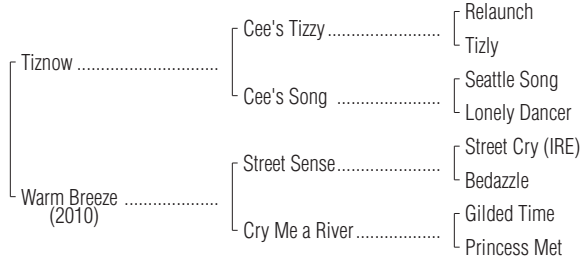 Relaunch
Cee's Tizzy
Tizly
Tiznow
Seattle Song
Cee's Song
Lonely Dancer
Street Cry (IRE)
Street Sense
Bedazzle
Warm Breeze
(2010)
Gilded Time
Cry Me a River
Princess Met